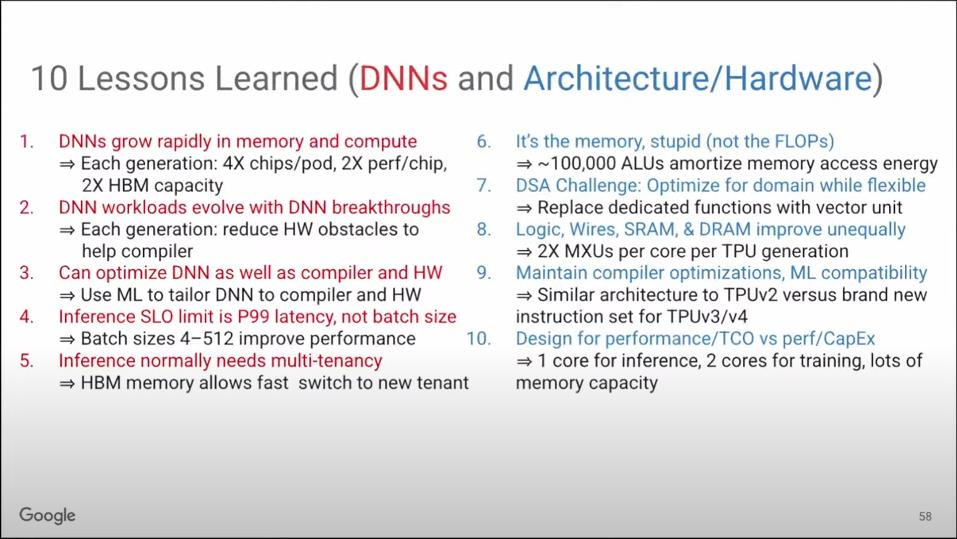 10 Lessons Learned (DNNs and Architecture/Hardware)
1. DNNs grow rapidly in memory and compute
⇒ Each generation: 4X chips/pod, 2X perf/chip,
2X HBM capacity
2. DNN workloads evolve with DNN breakthroughs
⇒ Each generation: reduce HW obstacles to
help compiler
3. Can optimize DNN as well as compiler and HW
⇒ Use ML to tailor DNN to compiler and HW
4. Inference SLO limit is P99 latency, not batch size
⇒ Batch sizes 4–512 improve performance
5. Inference normally needs multi-tenancy
⇒ HBM memory allows fast switch to new tenant
6. It's the memory, stupid (not the FLOPs)
⇒ ~100,000 ALUs amortize memory access energy
7. DSA Challenge: Optimize for domain while flexible
⇒ Replace dedicated functions with vector unit
8. Logic, Wires, SRAM, & DRAM improve unequally
⇒ 2X MXUs per core per TPU generation
9. Maintain compiler optimizations, ML compatibility
⇒ Similar architecture to TPUv2 versus brand new
instruction set for TPUv3/v4
10. Design for performance/TCO vs perf/CapEx
⇒ 1 core for inference, 2 cores for training, lots of
memory capacity
Google
58